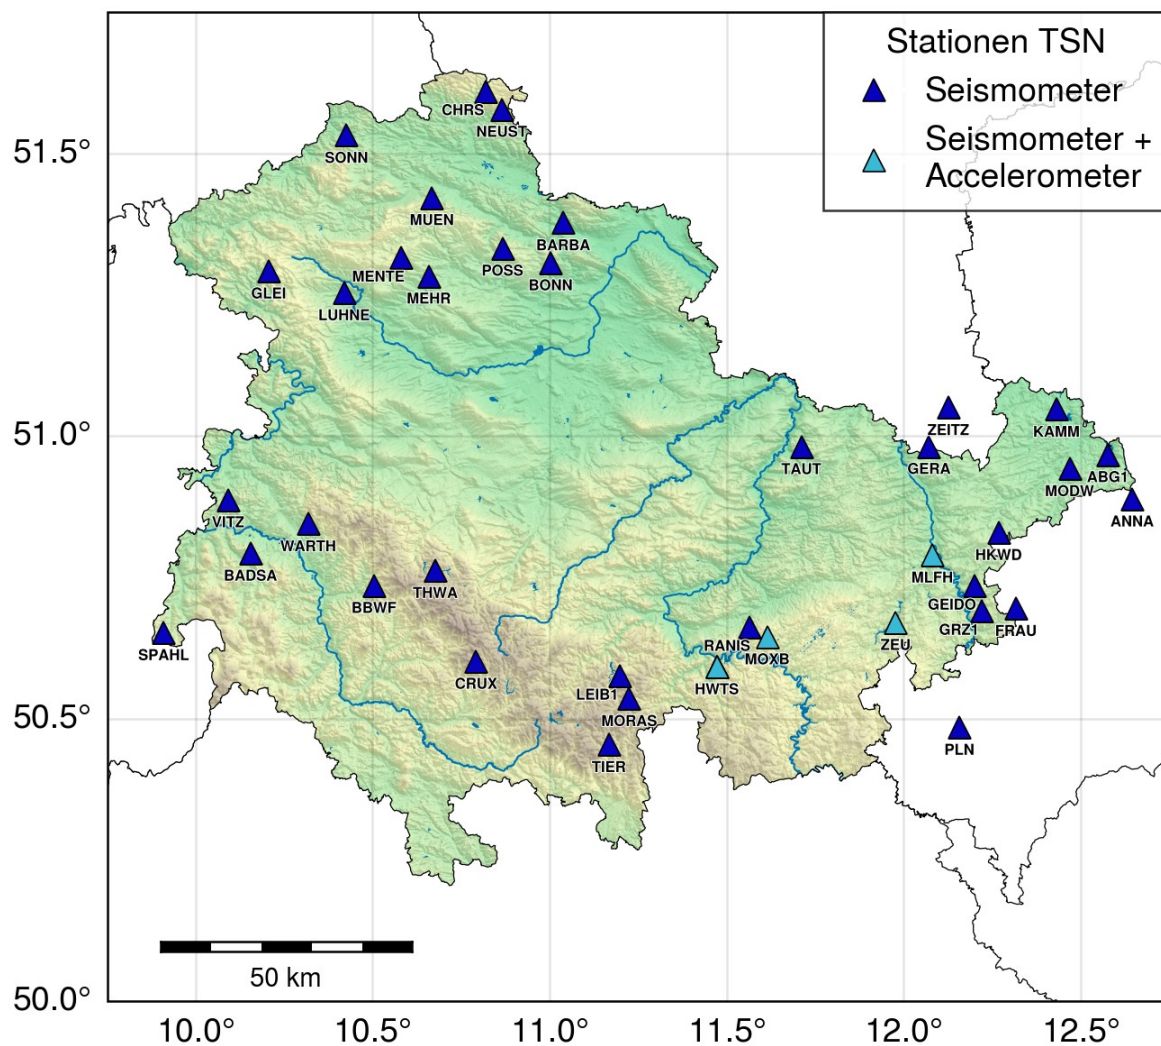 Stationen TSN
Seismometer
Seismometer +
Accelerometer
51.5°
51.0°
50.5°
50.0°
CHRS
NEUST
SONN
MUEN
BARBA
POSS
MENTE
BONN
GLEI
MEHR
LUHNE
ZEITZ
KAMM
TAUT
GERA
ABG1
MODW
ANNA
VITZ
WARTH
HKWD
BADSA
MLFH
THWA
BBWF
GEIDO
GRZ1
FRAU
RANIS
ZEU
SPAHL
MOXB
CRUX
HWTS
LEIB1
MORAS
PLN
TIER
50 km
10.0°
10.5°
11.0°
11.5°
12.0°
12.5°